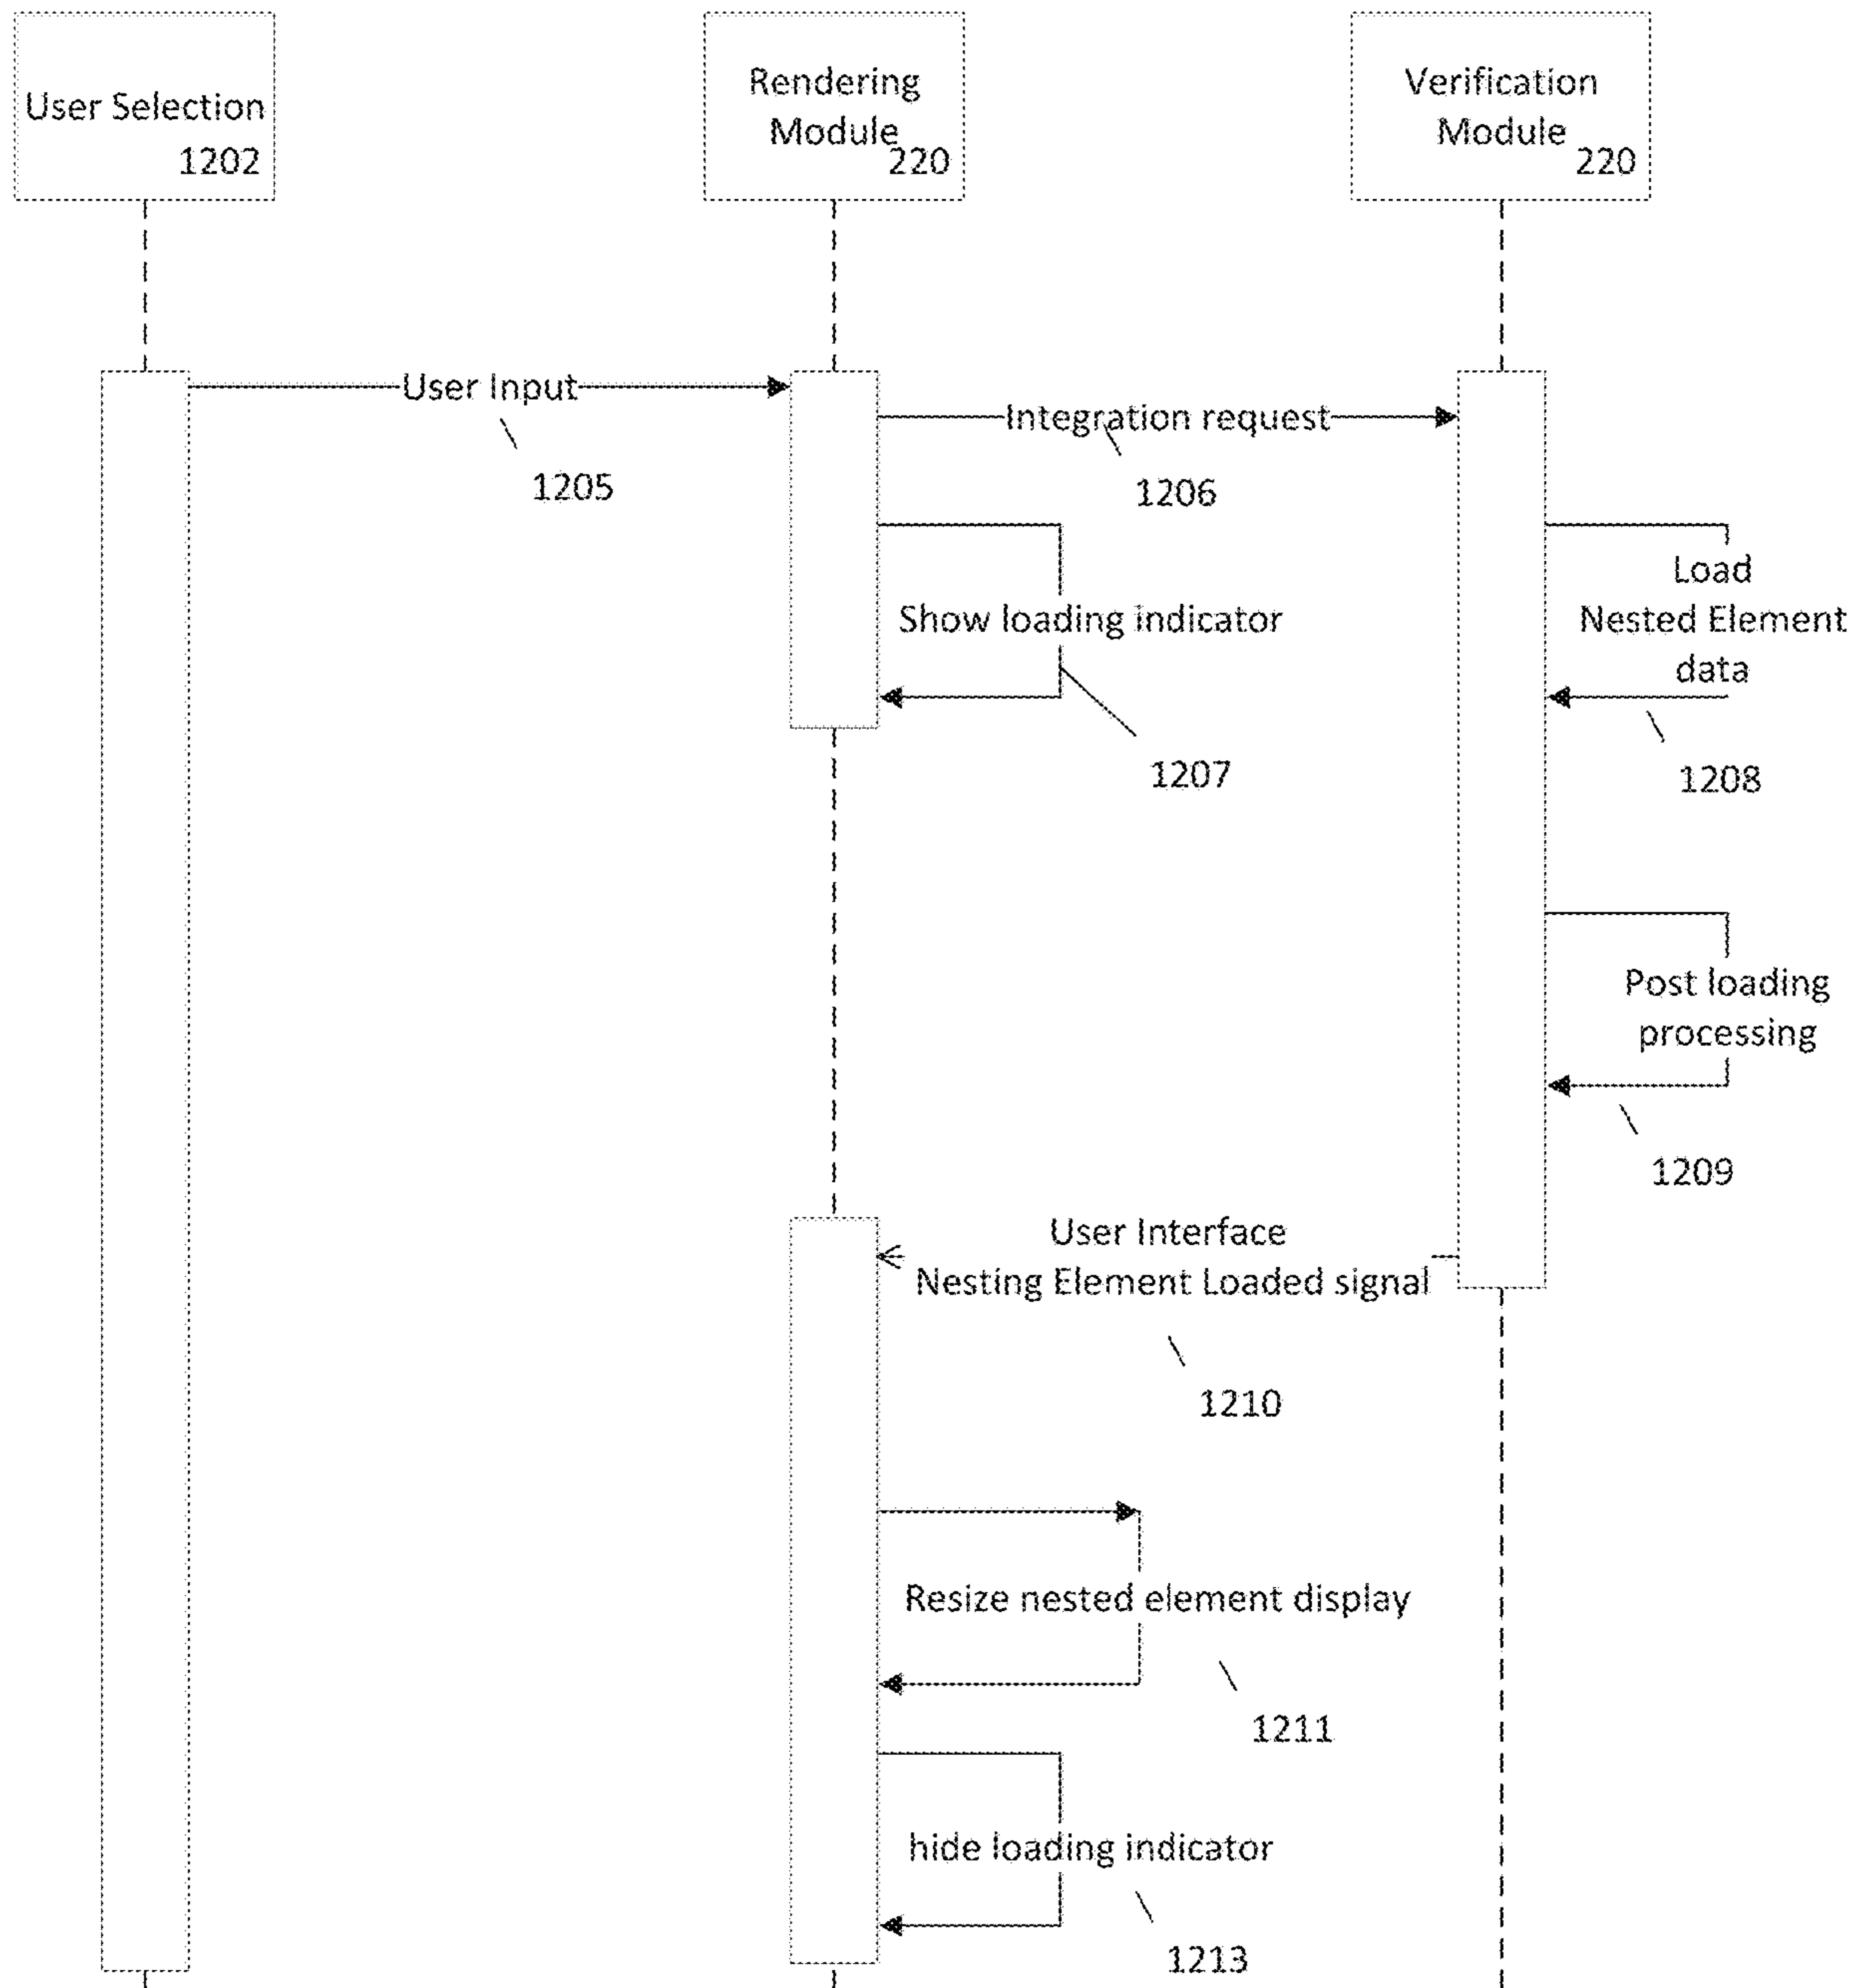 User Selection
1202
Rendering
Module
220
Verification
Module
220
User Input
1205
Integration request
1206
Show loading indicator
1207
Load
Nested Element
data
1208
Post loading
processing
1209
User Interface
Nesting Element Loaded signal
1210
Resize nested element display
1211
hide loading indicator
1213